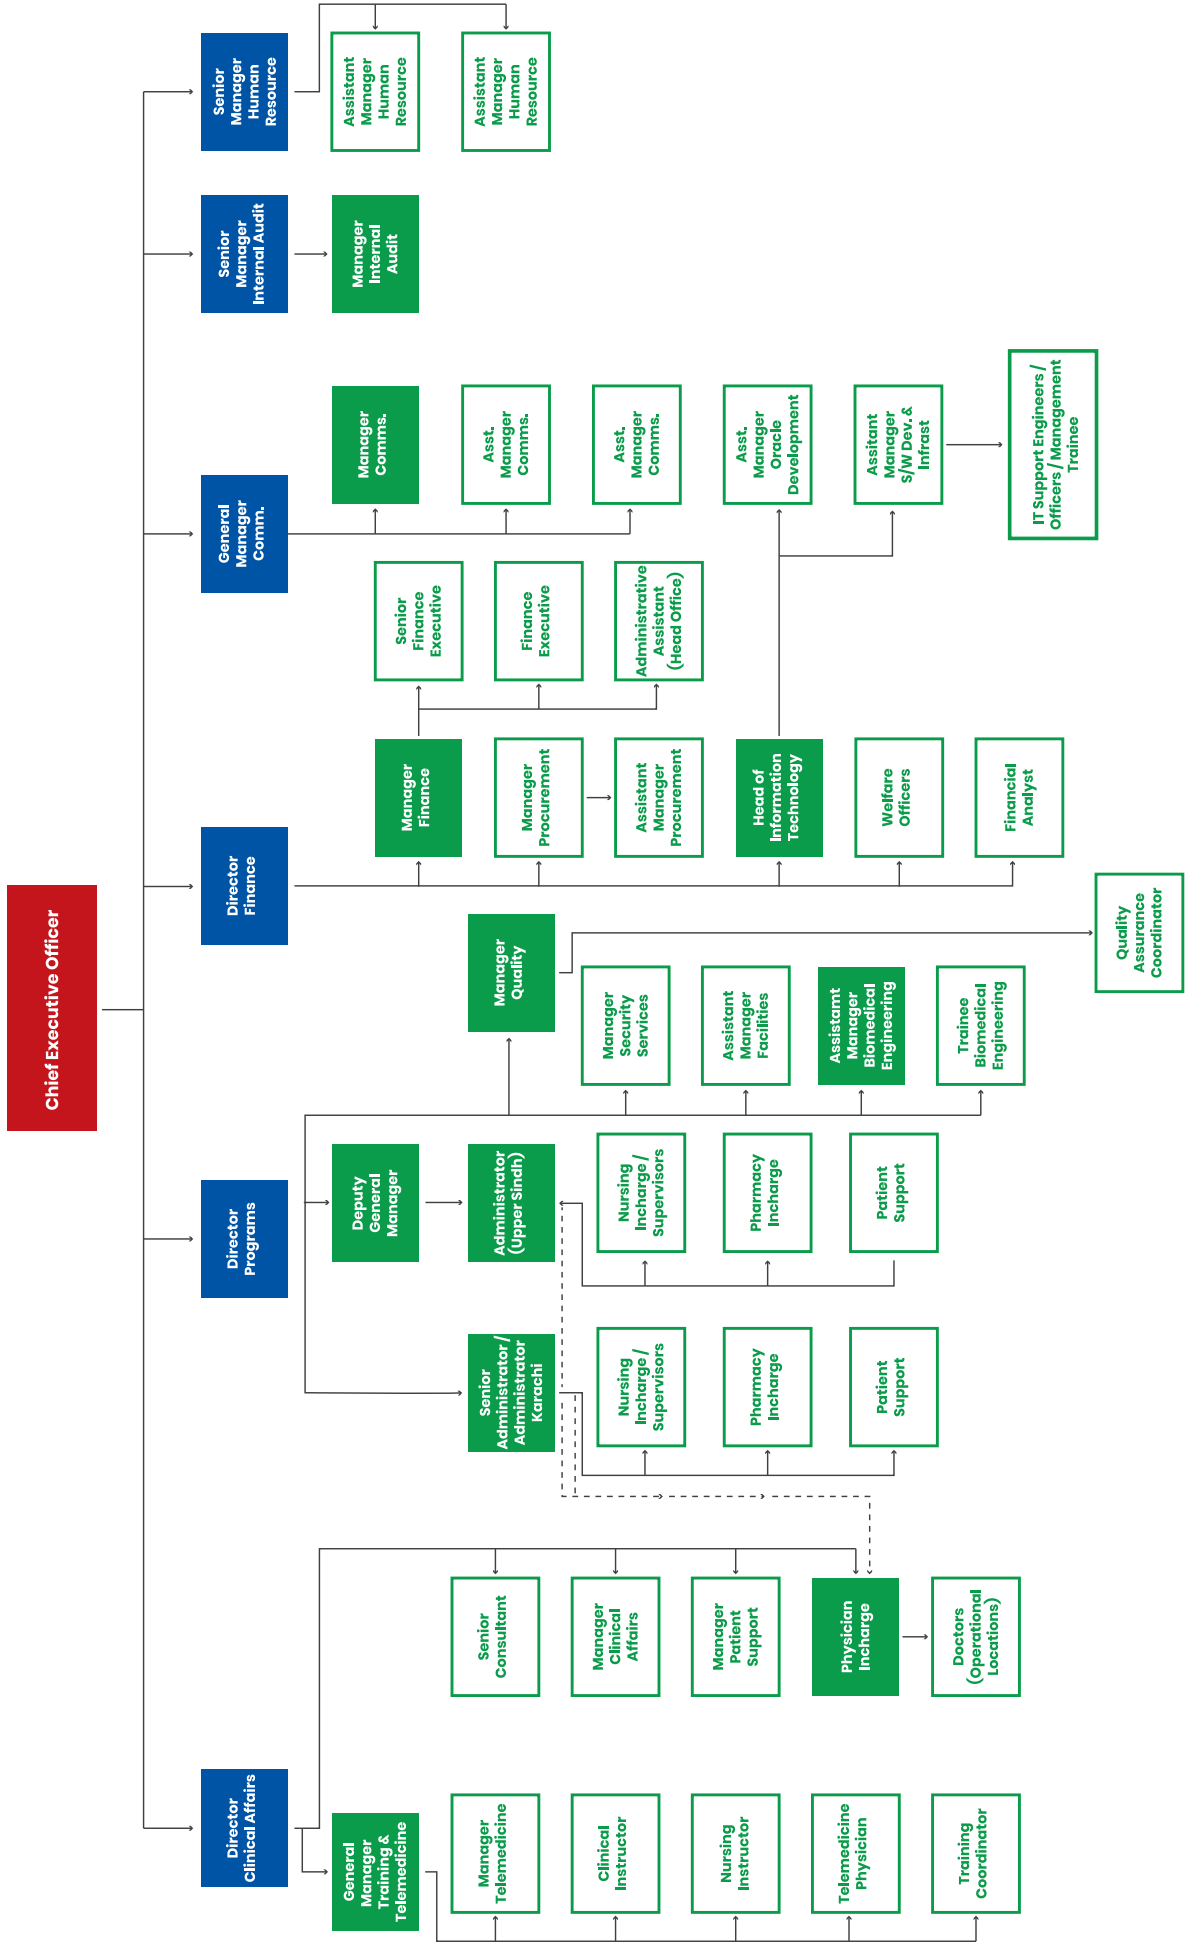 Chief Executive Officer
Director
Clinical Affairs
Director
Programs
Director
Finance
General
Manager
Comm.
Senior
Manager
Internal Audit
Senior
Manager
Human
Resource
General
Manager
Training &
Telemedicine
Manager
Telemedicine
Clinical
Instructor
Nursing
Instructor
Telemedicine
Physician
Training
Coordinator
Senior
Consultant
Manager
Clinical
Affairs
Manager
Patient
Support
Physician
Incharge
Doctors
(Operational
Locations)
Senior
Administrator /
Administrator
Karachi
Nursing
Incharge /
Supervisors
Pharmacy
Incharge
Patient
Support
Deputy
General
Manager
Administrator
(Upper Sindh)
Nursing
Incharge /
Supervisors
Pharmacy
Incharge
Patient
Support
Manager
Quality
Manager
Security
Services
Assistant
Manager
Facilities
Assistamt
Manager
Biomedical
Engineering
Trainee
Biomedical
Engineering
Quality
Assurance
Coordinator
Manager
Finance
Manager
Procurement
Assistant
Manager
Procurement
Head of
Information
Technology
Welfare
Officers
Financial
Analyst
Senior
Finance
Executive
Finance
Executive
Administrative
Assistant
(Head Office)
Manager
Comms.
Asst.
Manager
Comms.
Asst.
Manager
Comms.
Asst.
Manager
Oracle
Development
Assitant
Manager
S/W Dev. &
Infrast
IT Support Engineers /
Officers / Management
Trainee
Manager
Internal
Audit
Assistant
Manager
Human
Resource
Assistant
Manager
Human
Resource